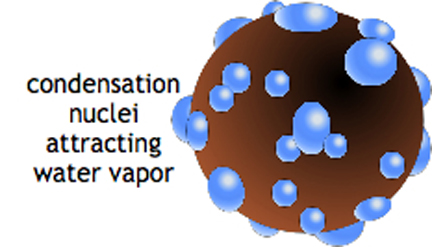 condensation
nuclei
attracting
water vapor